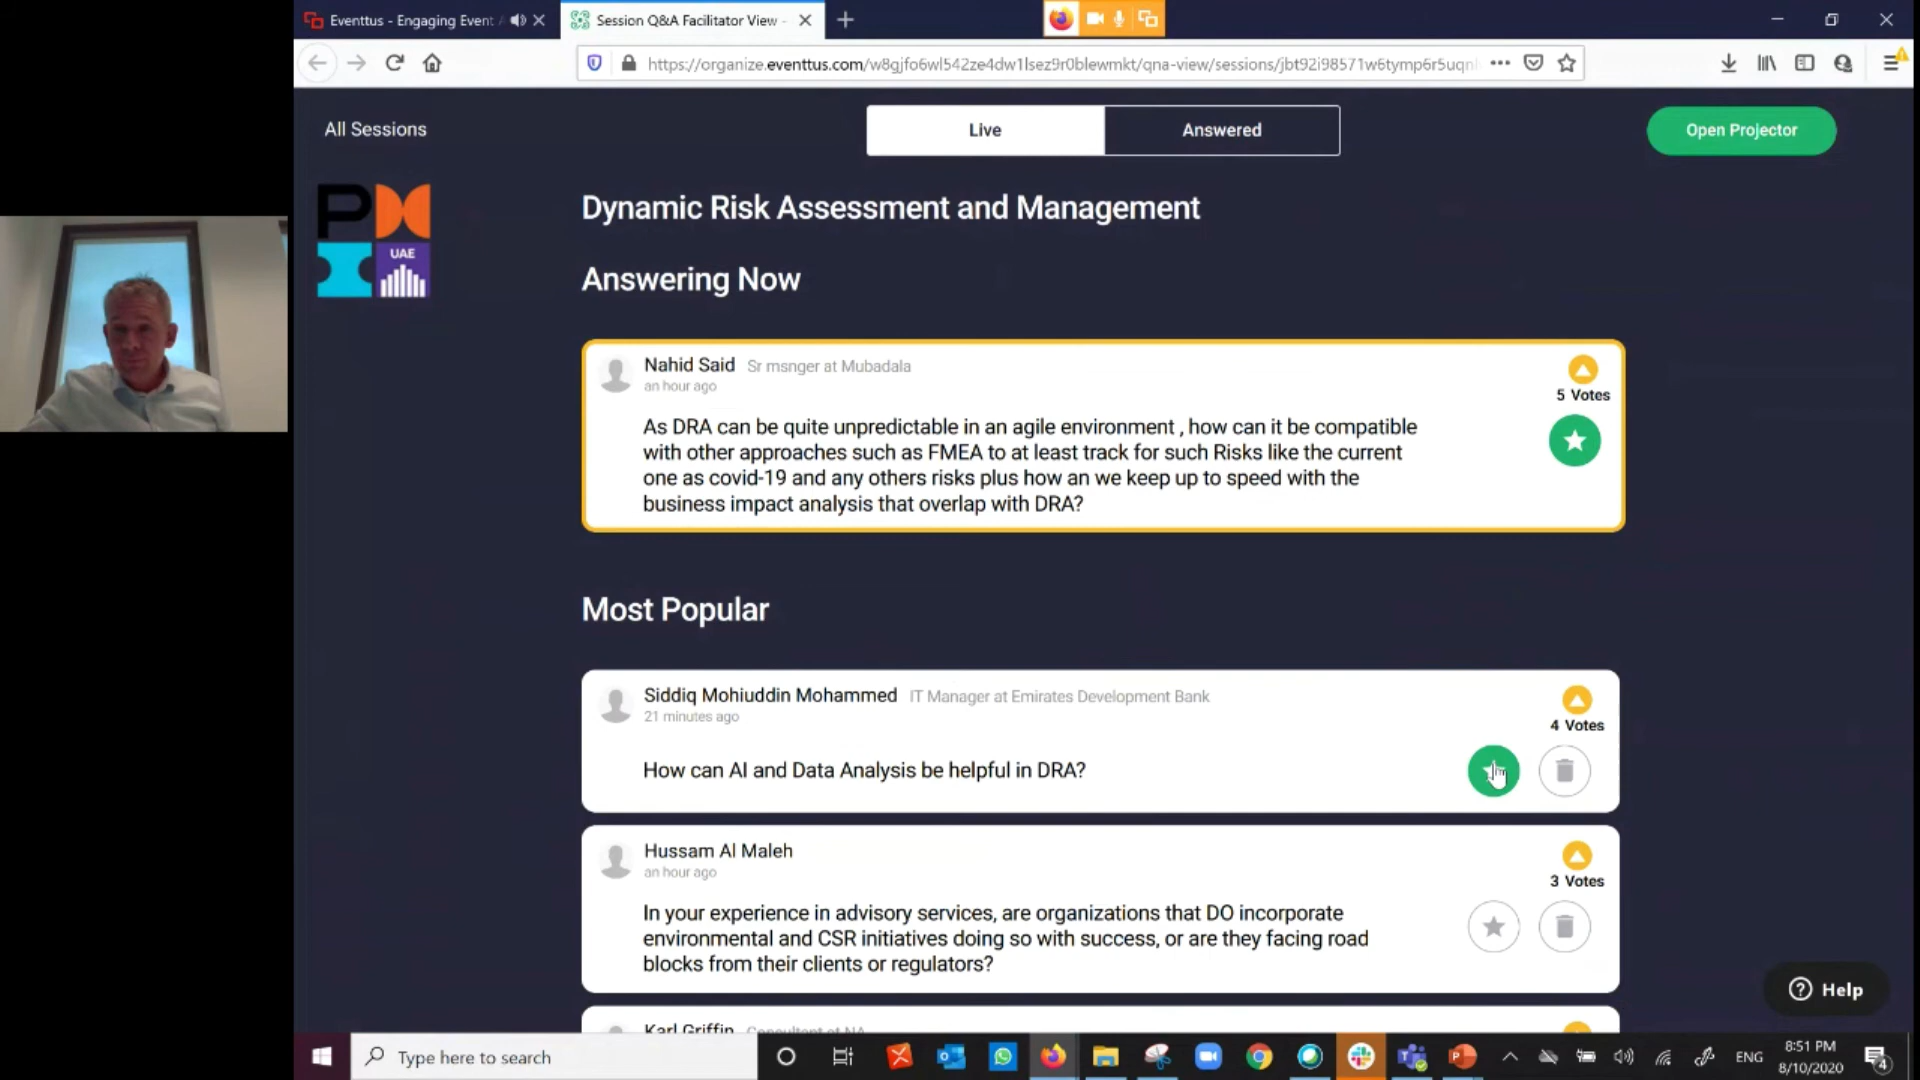 Eventtus - Engaging Event
Session Q&A Facilitator View -
https://organize.eventtus.com/w8gjfo6wl542ze4dw1lsez9r0blewmkt/qna-view/sessions/jbt92i98571w6tymp6r5uqn
All Sessions
Live
Answered
Open Projector
PM
UAE
Dynamic Risk Assessment and Management
Answering Now
Nahid Said Sr msnger at Mubadala
an hour ago
5 Votes
As DRA can be quite unpredictable in an agile environment , how can it be compatible
with other approaches such as FMEA to at least track for such Risks like the current
one as covid-19 and any others risks plus how an we keep up to speed with the
business impact analysis that overlap with DRA?
Most Popular
Siddiq Mohiuddin Mohammed IT Manager at Emirates Development Bank
21 minutes ago
4 Votes
How can AI and Data Analysis be helpful in DRA?
Hussam Al Maleh
an hour ago
3 Votes
In your experience in advisory services, are organizations that DO incorporate
environmental and CSR initiatives doing so with success, or are they facing road
blocks from their clients or regulators?
Help
Karl Griffin Consultant at NA
Type here to search
ENG
8:51 PM
8/10/2020
4